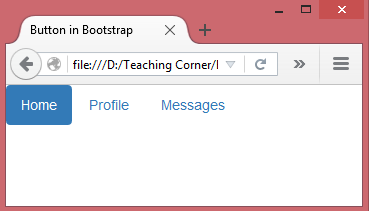 Button in Bootstrap
file:///D:/Teaching Corner/
Home Profile Messages